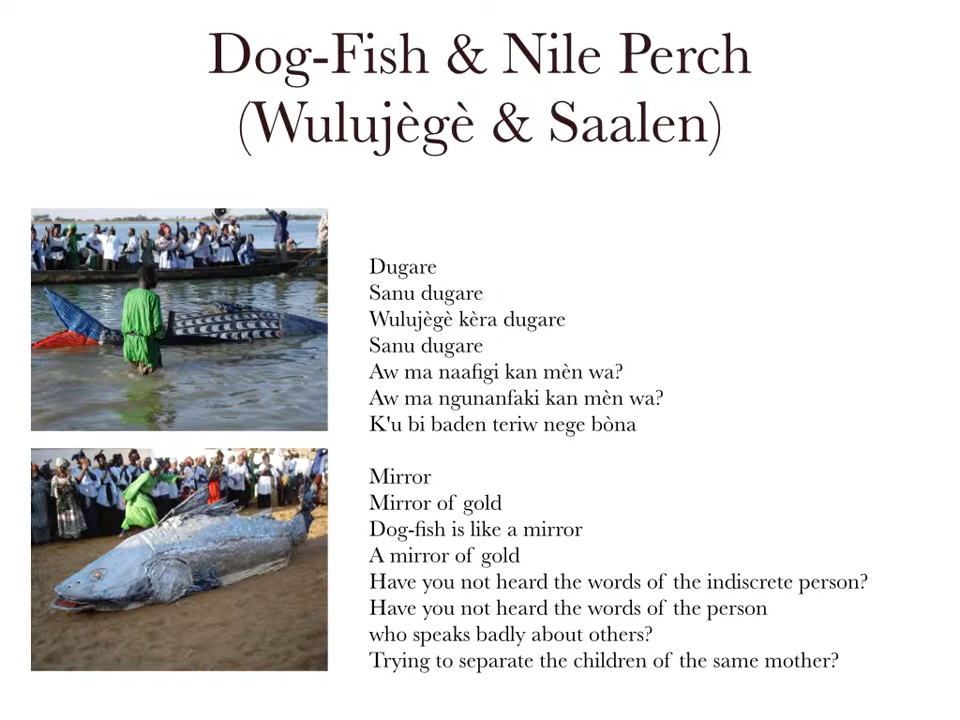 Dog-Fish & Nile Perch
(Wulujègè & Saalen)
Dugare
Sanu dugare
Wulujègè kèra dugare
Sanu dugare
Aw ma naafigi kan mèn wa?
Aw ma ngunanfaki kan mèn wa?
K'u bi baden teriw nege bòna
Mirror
Mirror of gold
Dog-fish is like a mirror
A mirror of gold
Have you not heard the words of the indiscrete person?
Have you not heard the words of the person
who speaks badly about others?
Trying to separate the children of the same mother?